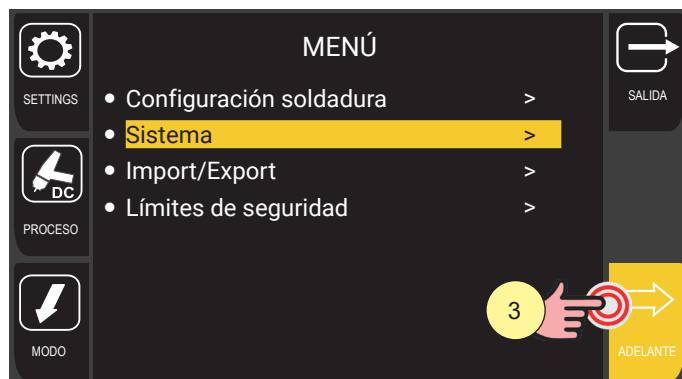 MENÚ
SETTINGS
SALIDA
• Configuración soldadura >
• Sistema >
• Import/Export >
• Límites de seguridad >
DC
PROCESO
MODO
3
ADELANTE